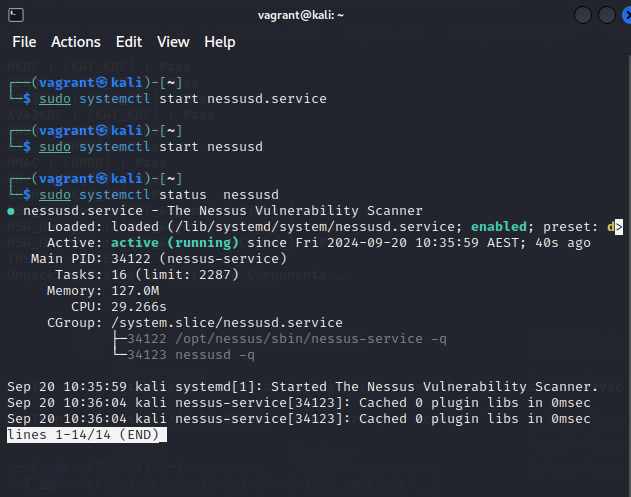 vagrant@kali: ~
File Actions Edit View Help
┌──(vagrant㉿kali)-[~]
└─$ sudo systemctl start nessusd.service
┌──(vagrant㉿kali)-[~]
└─$ sudo systemctl start nessusd
┌──(vagrant㉿kali)-[~]
└─$ sudo systemctl status  nessusd
● nessusd.service - The Nessus Vulnerability Scanner
Loaded: loaded (/lib/systemd/system/nessusd.service; enabled; preset: d>
Active: active (running) since Fri 2024-09-20 10:35:59 AEST; 40s ago
Main PID: 34122 (nessus-service)
Tasks: 16 (limit: 2287)
Memory: 127.0M
CPU: 29.266s
CGroup: /system.slice/nessusd.service
├─34122 /opt/nessus/sbin/nessus-service -q
└─34123 nessusd -q
Sep 20 10:35:59 kali systemd[1]: Started The Nessus Vulnerability Scanner.
Sep 20 10:36:04 kali nessus-service[34123]: Cached 0 plugin libs in 0msec
Sep 20 10:36:04 kali nessus-service[34123]: Cached 0 plugin libs in 0msec
lines 1-14/14 (END)